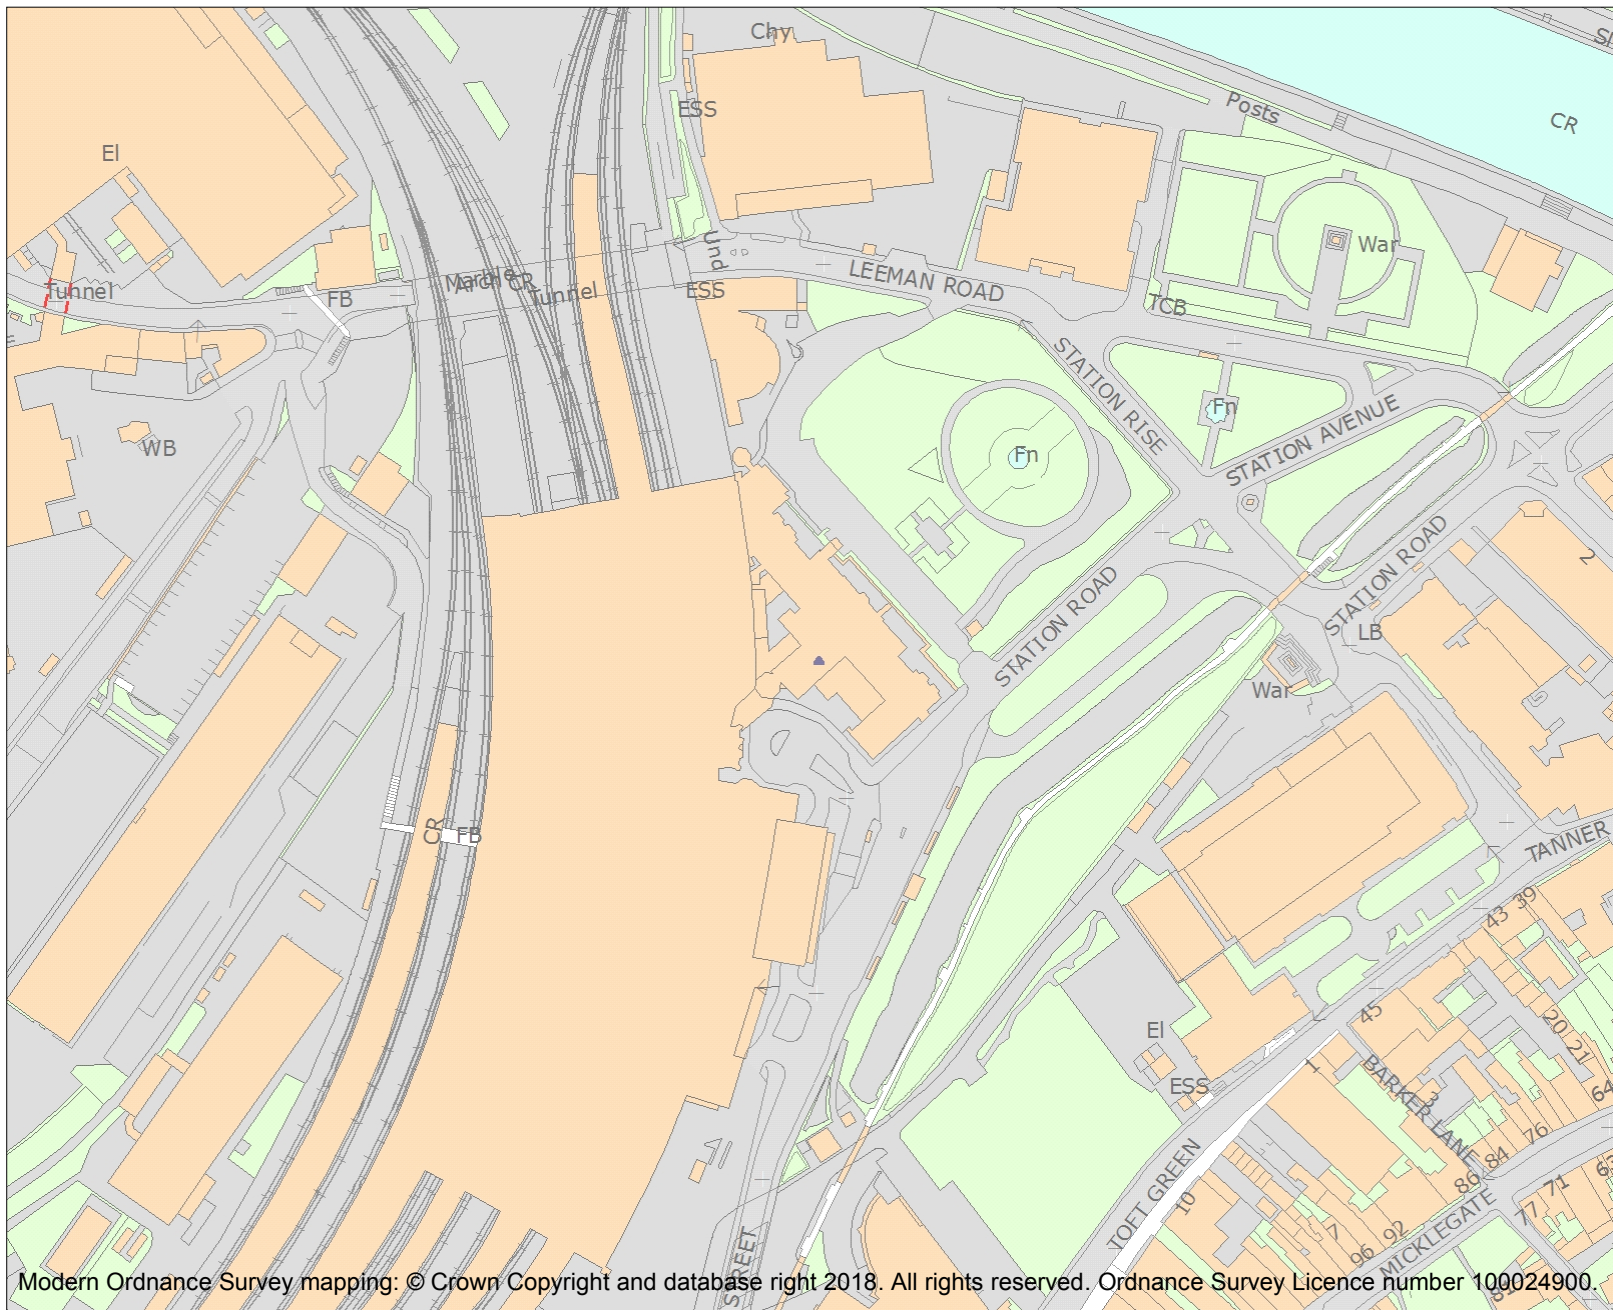 Chy
SI
ESS
Posts
CR
El
Und
War
LEEMAN ROAD
Marble
Arch CR
Tunnel
Tunnel
FB
ESS
TCB
STATION RISE
Fn
STATION AVENUE
WB
Fn
STATION ROAD
2
STATION ROAD
LB
War
CR
FB
TANNER
43
39
45
20
21
El
ESS
1
BARKER LANE
3
64
76
84
86
TOFT GREEN
10
7
92
96
MICKLEGATE
71
77
63
STREET
81
Modern Ordnance Survey mapping: © Crown Copyright and database right 2018. All rights reserved. Ordnance Survey Licence number 100024900.